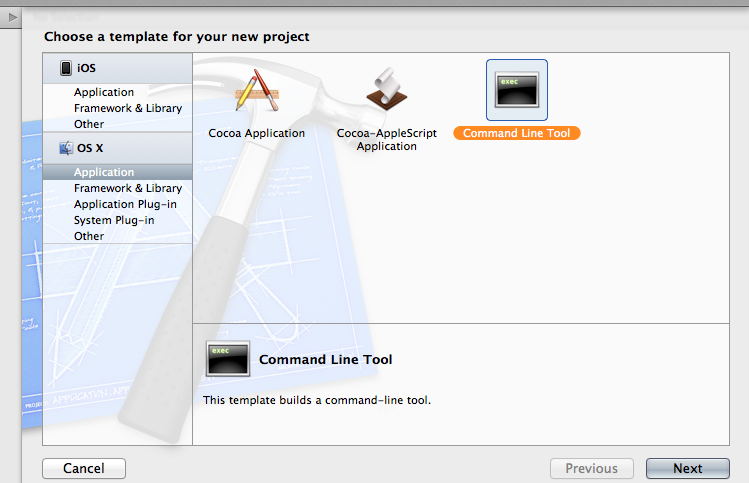 Choose a template for your new project
iOS
Application
Framework & Library
Other
OS X
Application
Framework & Library
Application Plug-in
System Plug-in
Other
exec
Cocoa Application
Cocoa-AppleScript
Application
Command Line Tool
exec
Command Line Tool
This template builds a command-line tool.
Cancel
Previous
Next